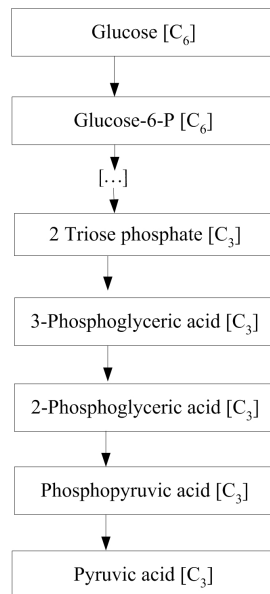 Glucose [C₆]
Glucose-6-P [C₆]
[...]
2 Triose phosphate [C₃]
3-Phosphoglyceric acid [C₃]
2-Phosphoglyceric acid [C₃]
Phosphopyruvic acid [C₃]
Pyruvic acid [C₃]